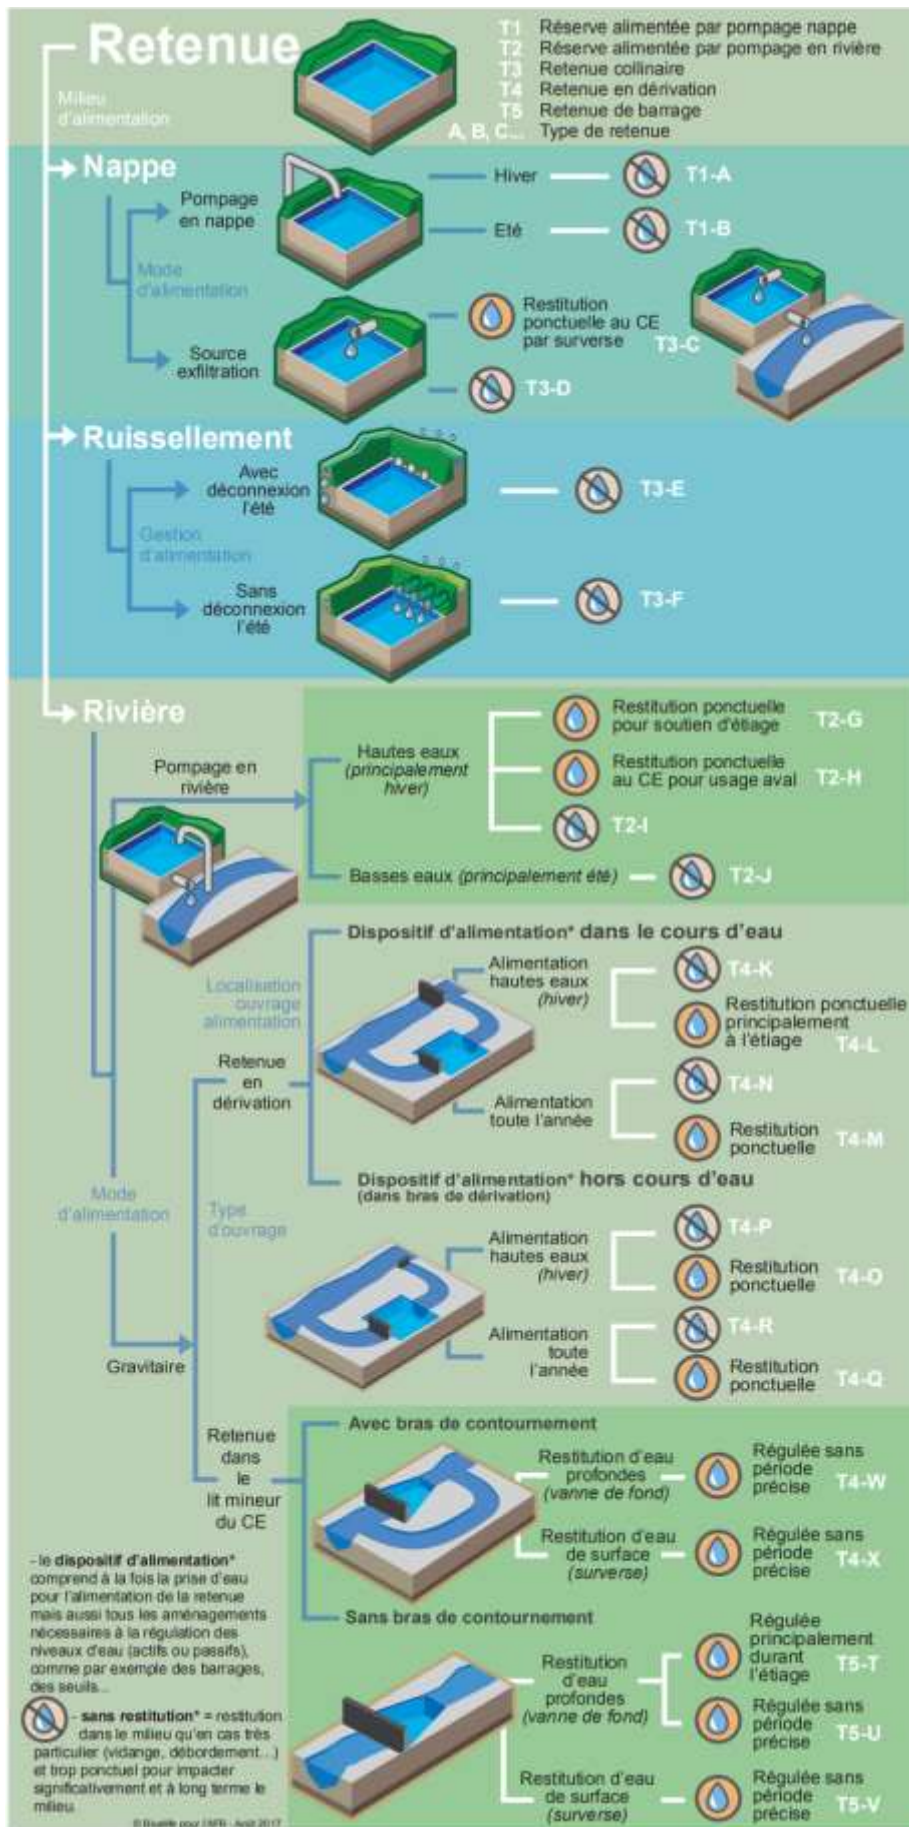 Retenue
T1 Réserve alimentée par pompage nappe
T2 Réserve alimentée par pompage en rivière
T3 Retenue collinaire
T4 Retenue en dérivation
T5 Retenue de barrage
A, B, C... Type de retenue
Milieu
d'alimentation
Nappe
Pompage
en nappe
Hiver
T1-A
Eté
T1-B
Mode
d'alimentation
Source
exfiltration
Restitution
ponctuelle au CE
par surverse
T3-C
T3-D
Ruissellement
Avec
déconnexion
l'été
T3-E
Gestion
d'alimentation
Sans
déconnexion
l'été
T3-F
Rivière
Pompage en
rivière
Hautes eaux
(principalement
hiver)
Restitution ponctuelle
pour soutien d'étiage
T2-G
Restitution ponctuelle
au CE pour usage aval
T2-H
T2-I
Basses eaux (principalement été)
T2-J
Dispositif d'alimentation* dans le cours d'eau
Localisation
ouvrage
alimentation
Alimentation
hautes eaux
(hiver)
T4-K
Restitution ponctuelle
principalement
à l'étiage
T4-L
Retenue
en
dérivation
Alimentation
toute l'année
T4-N
Restitution
ponctuelle
T4-M
Dispositif d'alimentation* hors cours d'eau
(dans bras de dérivation)
Mode
d'alimentation
Type
d'ouvrage
Alimentation
hautes eaux
(hiver)
T4-P
Restitution
ponctuelle
T4-O
Alimentation
toute
l'année
T4-R
Restitution
ponctuelle
T4-Q
Gravitaire
Retenue
dans
le
lit mineur
du CE
Avec bras de contournement
Restitution d'eau
profondes
(vanne de fond)
Régulée sans
période
précise
T4-W
Restitution d'eau
de surface
(surverse)
Régulée sans
période
précise
T4-X
Sans bras de contournement
Restitution
d'eau
profondes
(vanne de fond)
Régulée
principalement
durant
l'étiage
T5-T
Régulée sans
période
précise
T5-U
Restitution d'eau
de surface
(surverse)
Régulée sans
période
précise
T5-V
- le dispositif d'alimentation*
comprend à la fois la prise d'eau
pour l'alimentation de la retenue
mais aussi tous les aménagements
nécessaires à la régulation des
niveaux d'eau (actifs ou passifs),
comme par exemple des barrages,
des seuils...
- sans restitution* = restitution
dans le milieu qu'en cas très
particulier (vidange, débordement...)
et trop ponctuel pour impacter
significativement et à long terme le
milieu
pour l'AFB - Août 2017